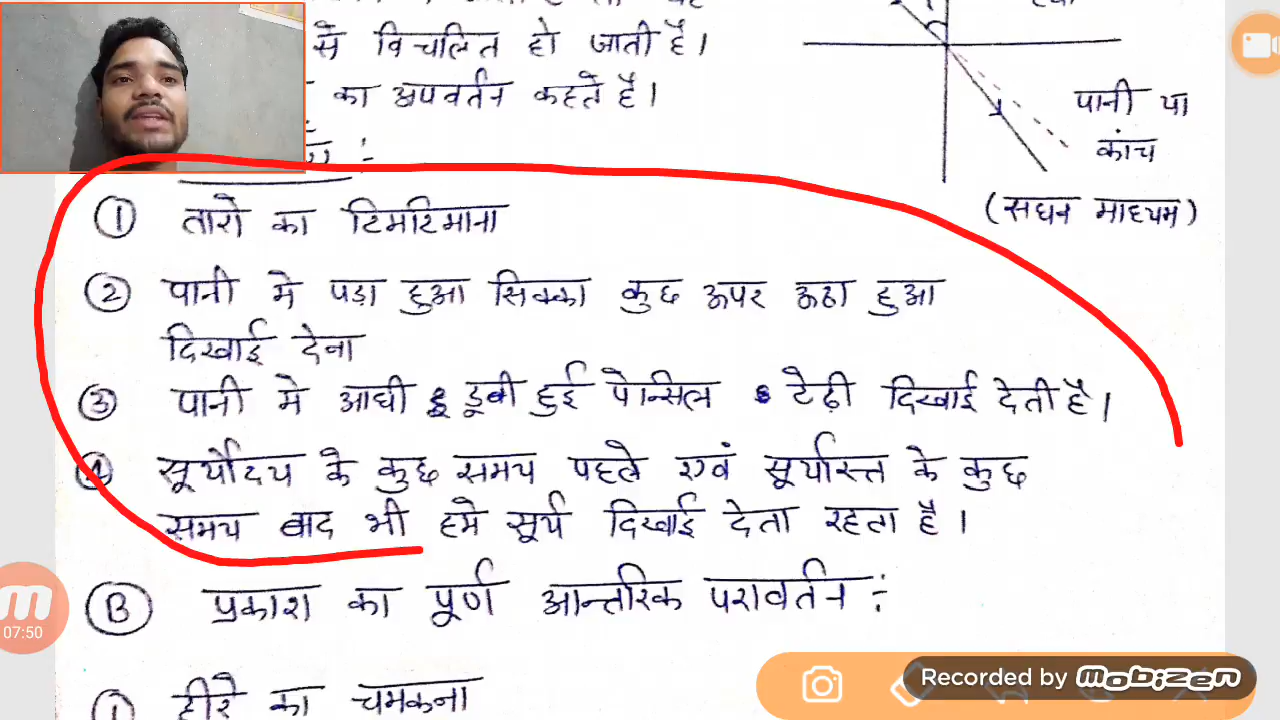 से विचलित हो जाती है।
का अपवर्तन कहते है।
पानी या
कांच
(सघन माध्यम)
① तारो का टिमटिमाना
② पानी मे पडा हुआ सिक्का कुछ ऊपर ऊठा हुआ
दिखाई देना
③ पानी मे आधी डूबी हुई पेन्सिल टेढ़ी दिखाई देती है।
④ सूर्योदय के कुछ समय पहले एवं सूर्यास्त के कुछ
समय बाद भी हमे सूर्य दिखाई देता रहता है।
Ⓑ प्रकाश का पूर्ण आन्तरिक परावर्तन :
① हीरे का चमकना
07:50
Recorded by mobizen